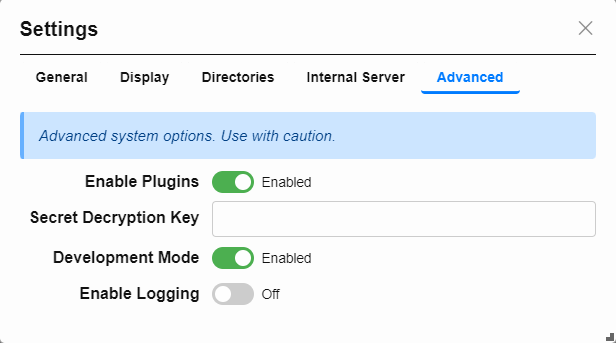 Settings
General Display Directories Internal Server Advanced
Advanced system options. Use with caution.
Enable Plugins Enabled
Secret Decryption Key
Development Mode Enabled
Enable Logging Off